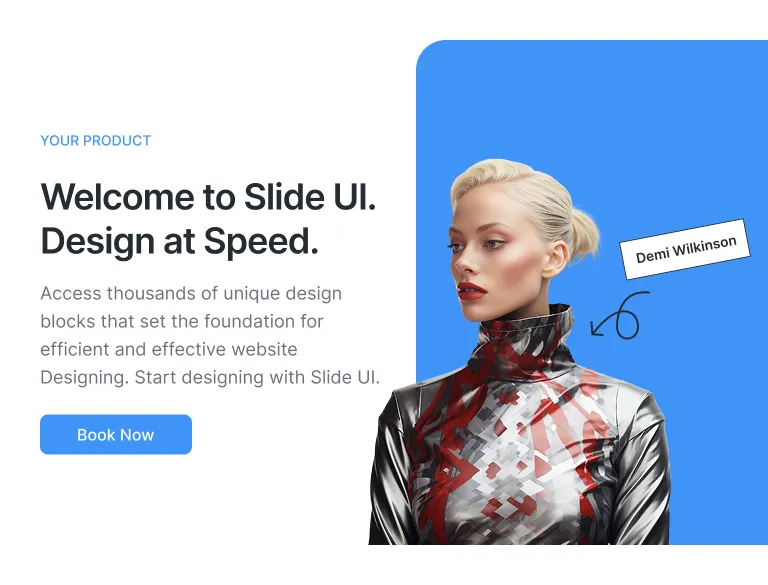 YOUR PRODUCT
Welcome to Slide UI.
Design at Speed.
Access thousands of unique design
blocks that set the foundation for
efficient and effective website
Designing. Start designing with Slide UI.
Book Now
Demi Wilkinson